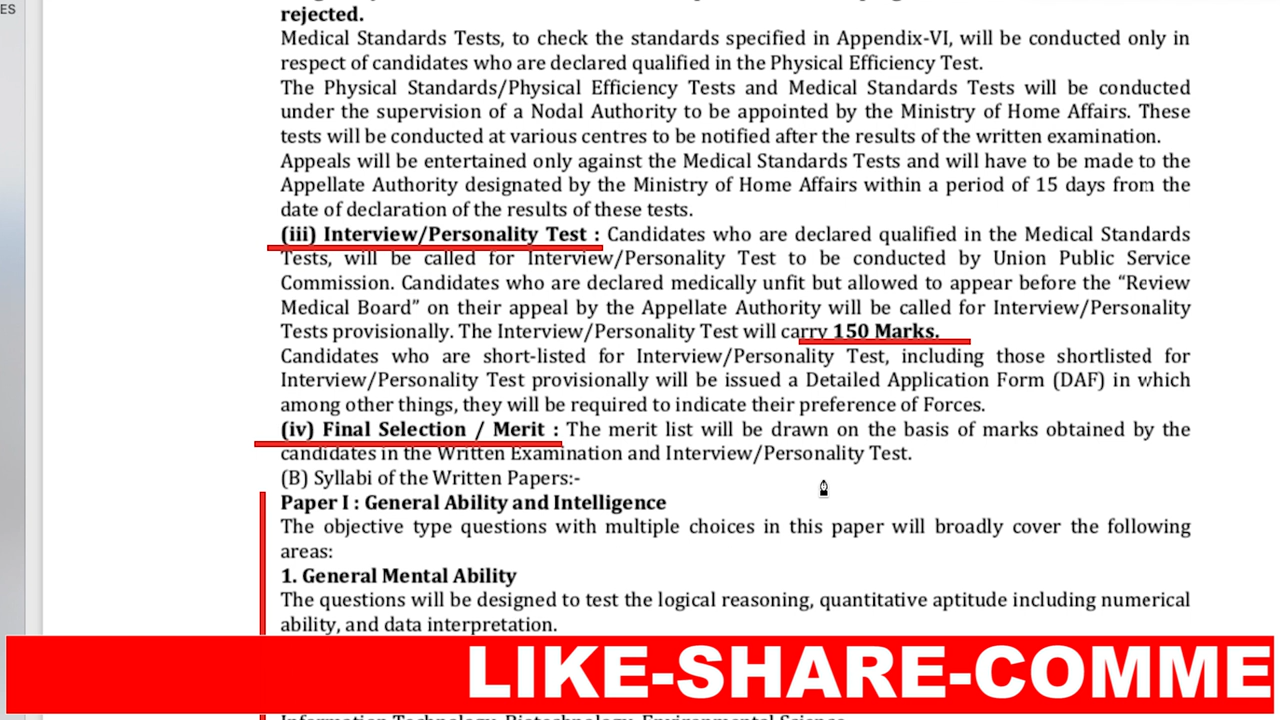 ES
rejected.
Medical Standards Tests, to check the standards specified in Appendix-VI, will be conducted only in
respect of candidates who are declared qualified in the Physical Efficiency Test.
The Physical Standards/Physical Efficiency Tests and Medical Standards Tests will be conducted
under the supervision of a Nodal Authority to be appointed by the Ministry of Home Affairs. These
tests will be conducted at various centres to be notified after the results of the written examination.
Appeals will be entertained only against the Medical Standards Tests and will have to be made to the
Appellate Authority designated by the Ministry of Home Affairs within a period of 15 days from the
date of declaration of the results of these tests.
(iii) Interview/Personality Test : Candidates who are declared qualified in the Medical Standards
Tests, will be called for Interview/Personality Test to be conducted by Union Public Service
Commission. Candidates who are declared medically unfit but allowed to appear before the “Review
Medical Board” on their appeal by the Appellate Authority will be called for Interview/Personality
Tests provisionally. The Interview/Personality Test will carry 150 Marks.
Candidates who are short-listed for Interview/Personality Test, including those shortlisted for
Interview/Personality Test provisionally will be issued a Detailed Application Form (DAF) in which
among other things, they will be required to indicate their preference of Forces.
(iv) Final Selection / Merit : The merit list will be drawn on the basis of marks obtained by the
candidates in the Written Examination and Interview/Personality Test.
(B) Syllabi of the Written Papers:-
Paper I : General Ability and Intelligence
The objective type questions with multiple choices in this paper will broadly cover the following
areas:
1. General Mental Ability
The questions will be designed to test the logical reasoning, quantitative aptitude including numerical
ability, and data interpretation.
LIKE-SHARE-COMME
Information Technology, Biotechnology, Environmental Science.